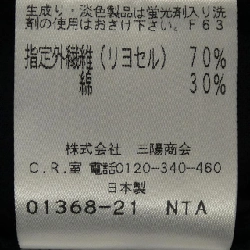 生成り・淡色製品は蛍光剤入り洗
剤の使用はおさけ下さい。F63
指定外繊維(リヨセル) 70%
綿 30%
株式会社 三陽商会
C.R.室 電話0120-340-460
日本製
01368-21 NTA